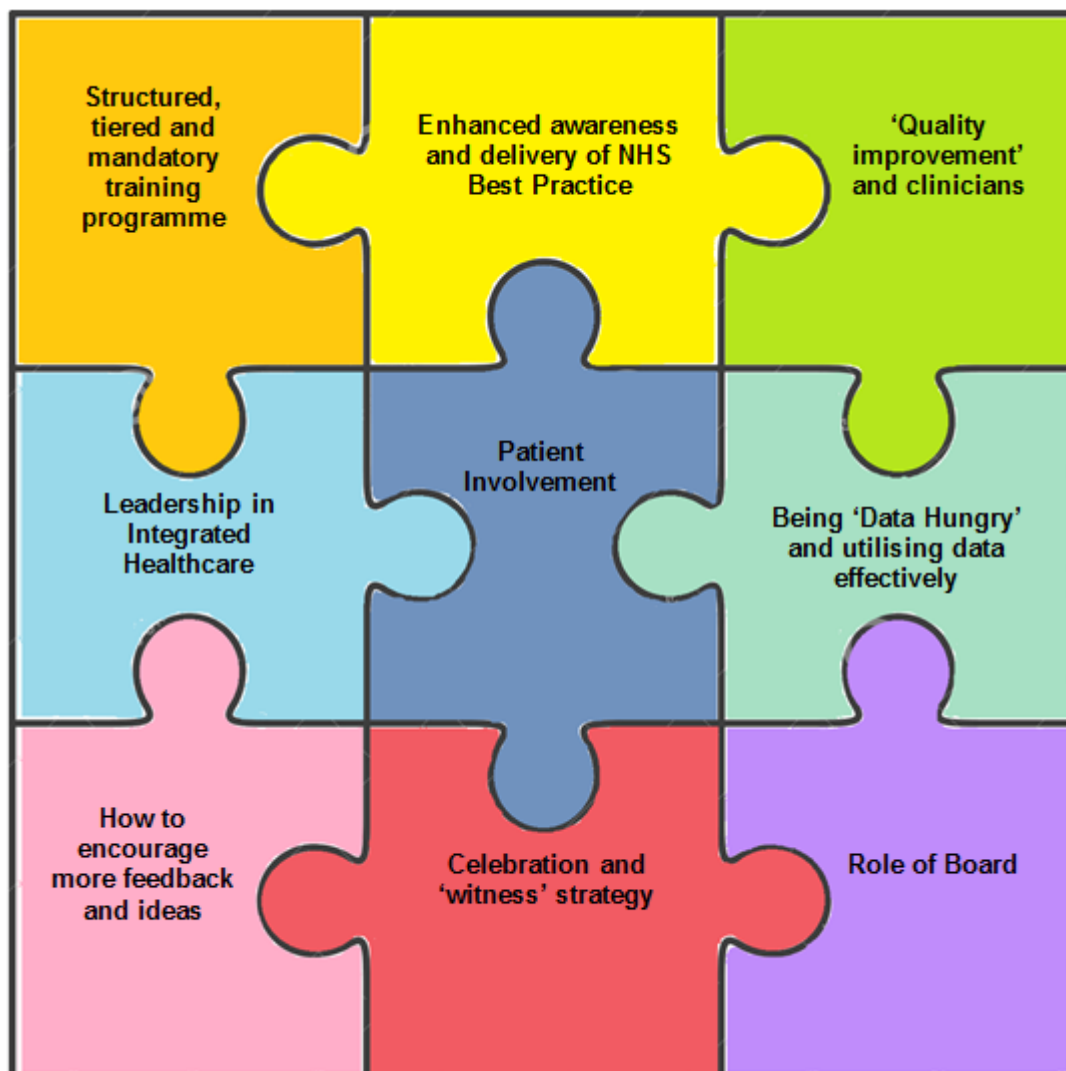 Structured,
tiered and
mandatory
training
programme
Enhanced awareness
and delivery of NHS
Best Practice
‘Quality
improvement’
and clinicians
Leadership in
Integrated
Healthcare
Patient
Involvement
Being ‘Data Hungry’
and utilising data
effectively
How to
encourage
more feedback
and ideas
Celebration and
‘witness’ strategy
Role of Board